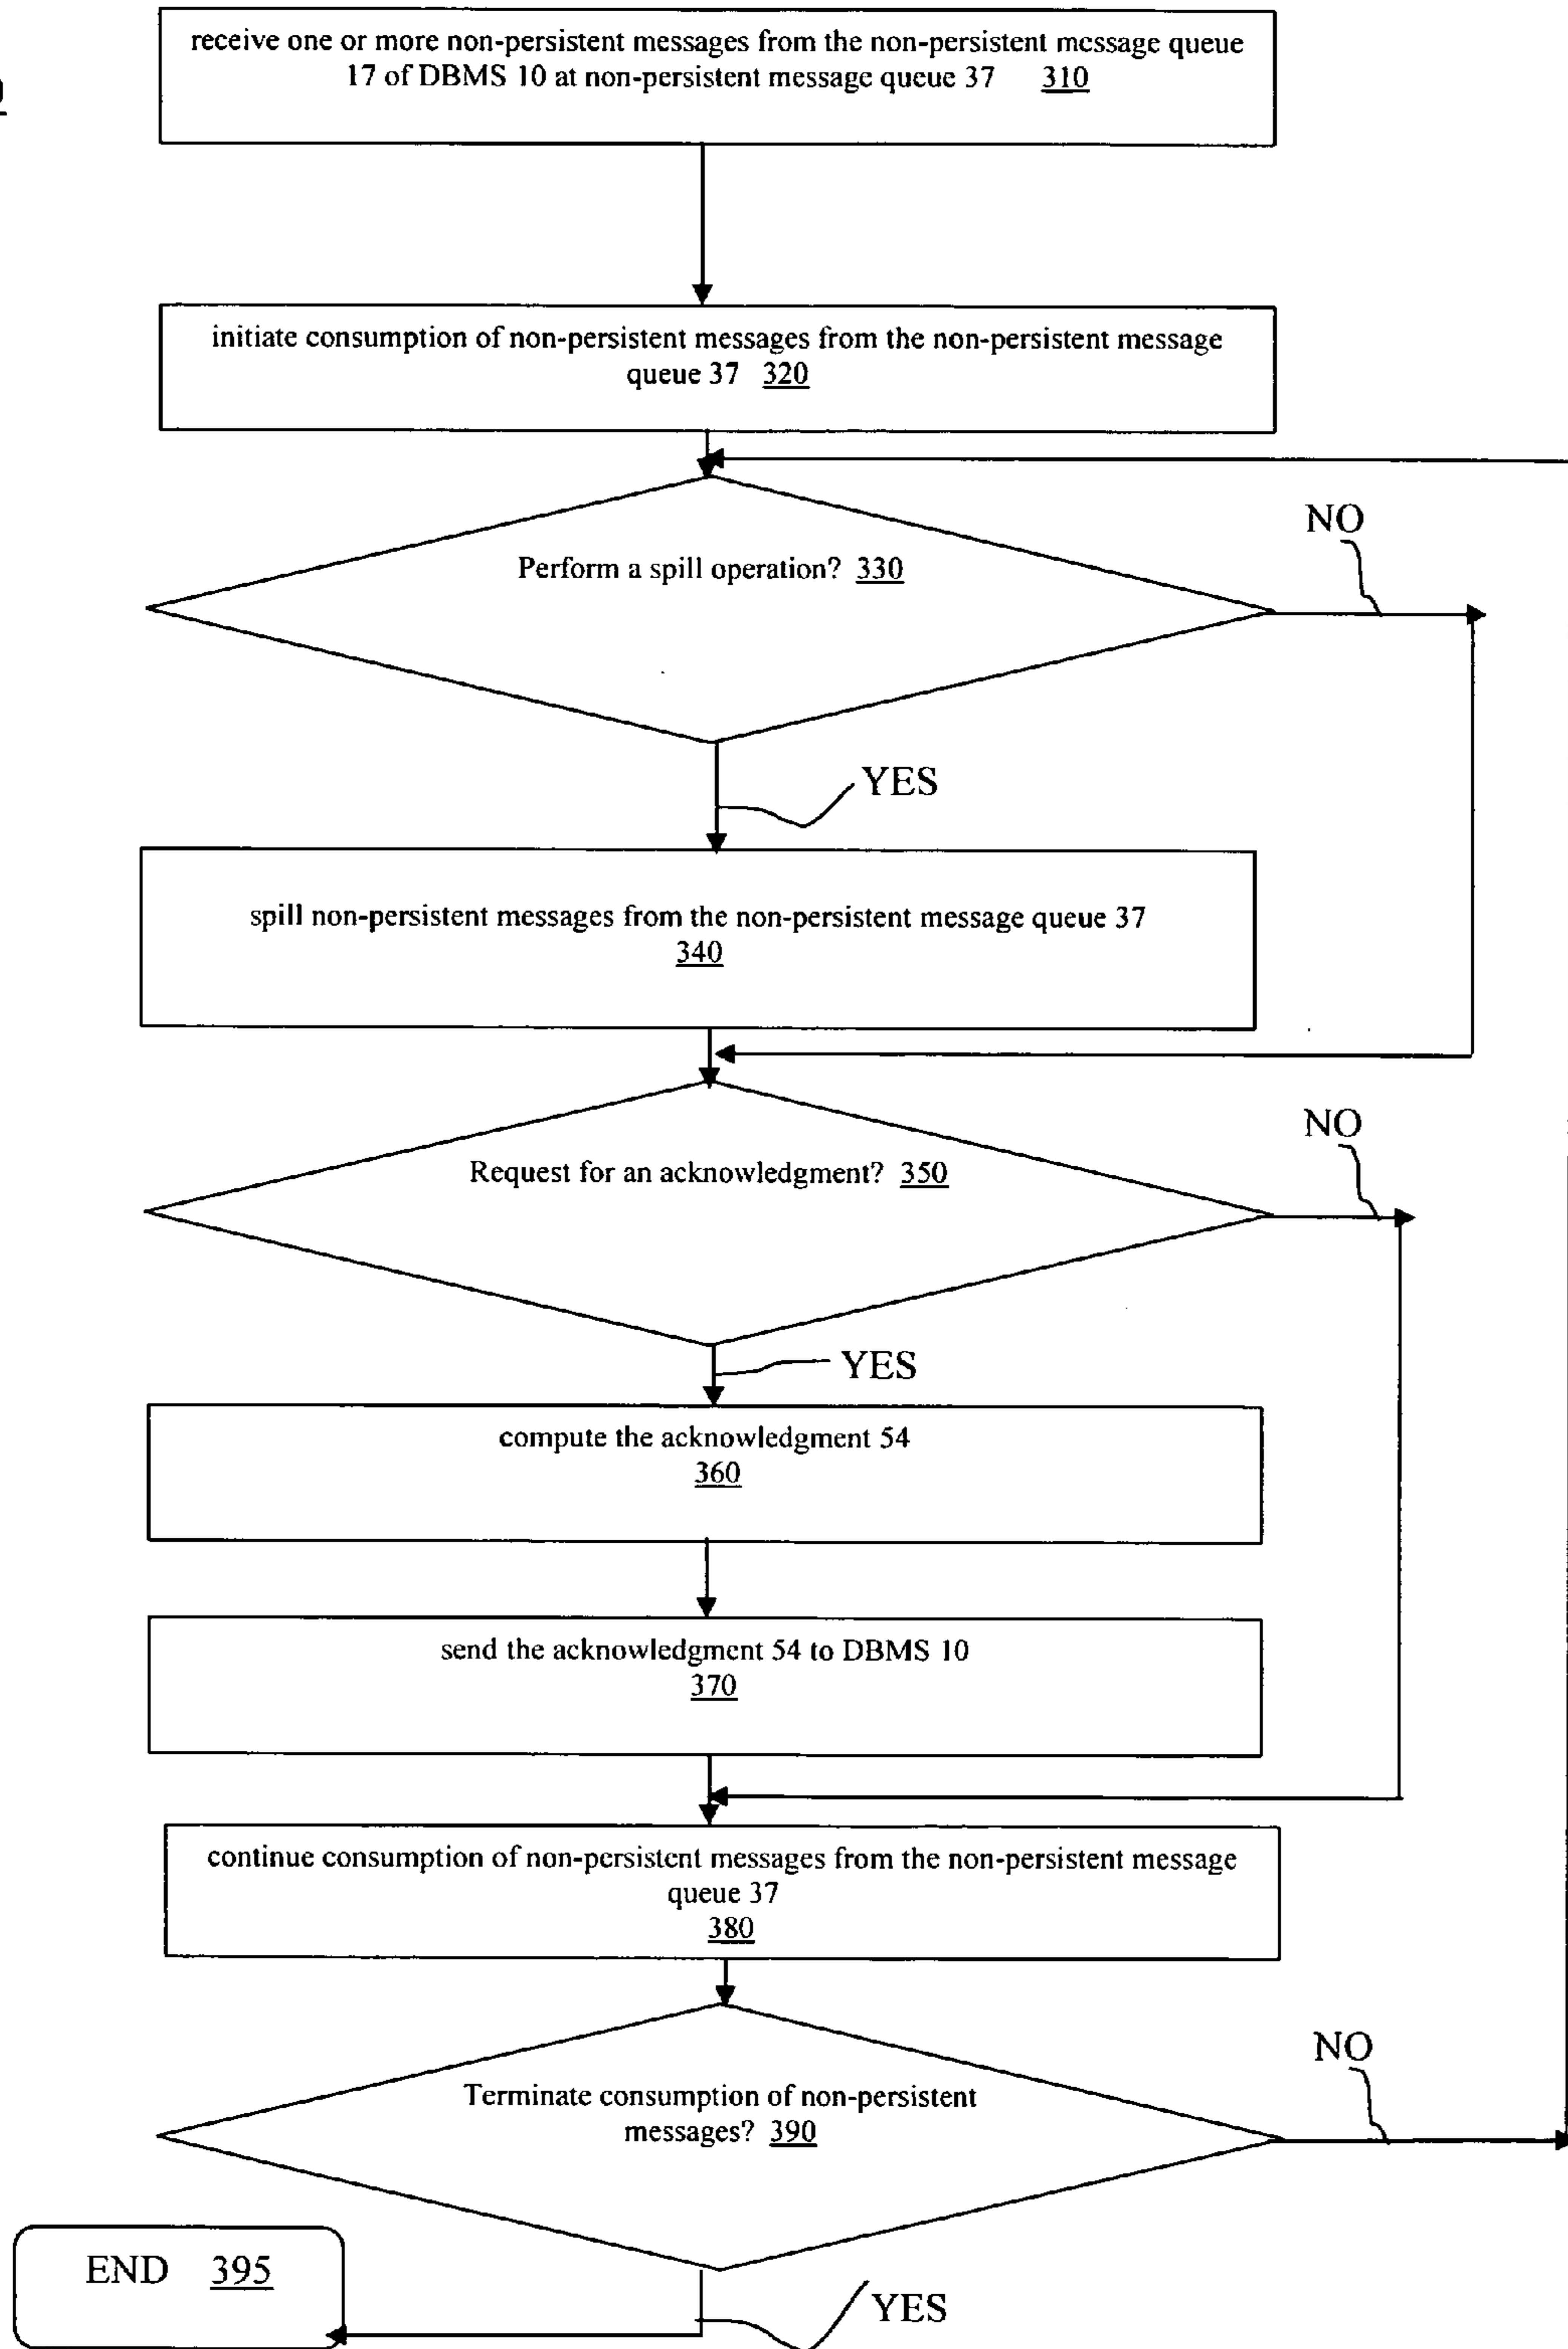 receive one or more non-persistent messages from the non-persistent message queue
17 of DBMS 10 at non-persistent message queue 37 310
initiate consumption of non-persistent messages from the non-persistent message
queue 37 320
Perform a spill operation? 330
NO
YES
spill non-persistent messages from the non-persistent message queue 37
340
Request for an acknowledgment? 350
NO
YES
compute the acknowledgment 54
360
send the acknowledgment 54 to DBMS 10
370
continue consumption of non-persistent messages from the non-persistent message
queue 37
380
Terminate consumption of non-persistent
messages? 390
NO
END 395
YES